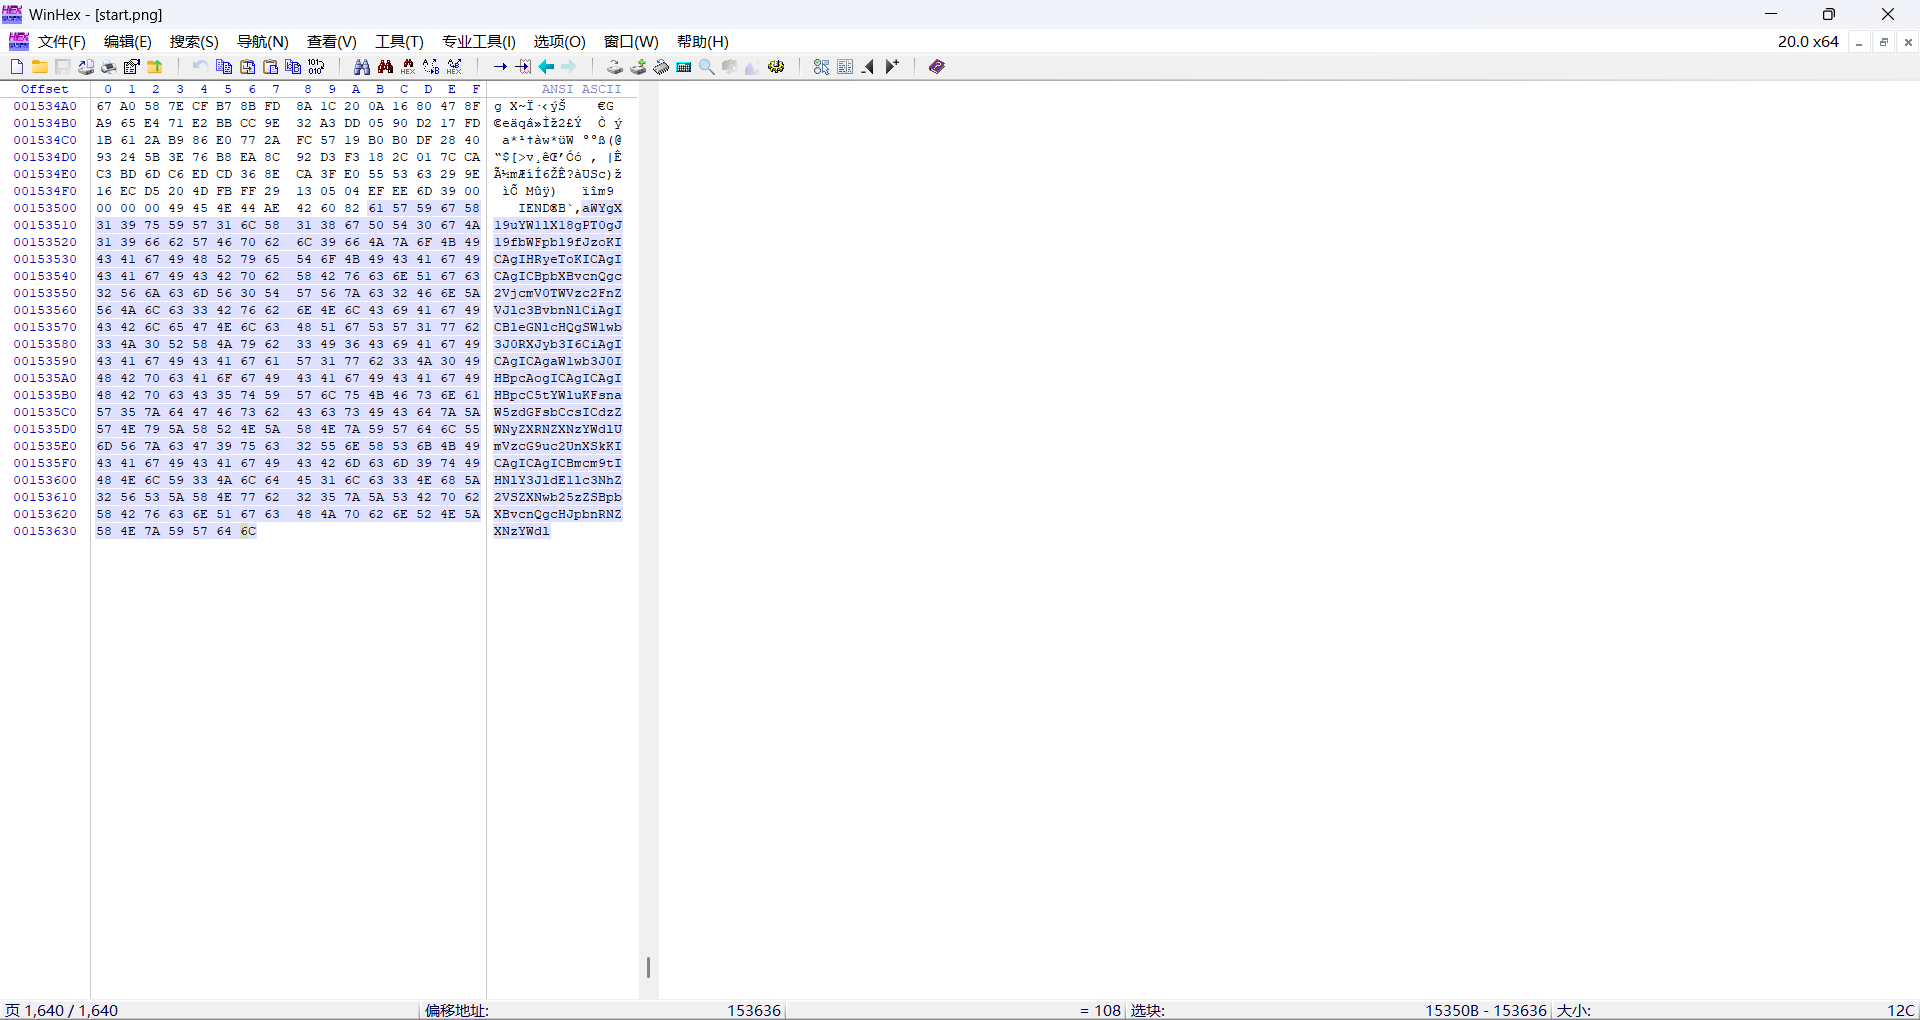 WinHex - [start.png]
文件(F) 编辑(E) 搜索(S) 导航(N) 查看(V) 工具(T) 专业工具(I) 选项(O) 窗口(W) 帮助(H) 20.0 x64
Offset 0 1 2 3 4 5 6 7 8 9 A B C D E F ANSI ASCII
001534A0 67 A0 58 7E CF B7 8B FD 8A 1C 20 0A 16 80 47 8F g X~Ï·‹ýŠ €G
001534B0 A9 65 E4 71 E2 BB CC 9E 32 A3 DD 05 90 D2 17 FD ©eäqâ»Ìž2£Ý Ò ý
001534C0 1B 61 2A B9 86 E0 77 2A FC 57 19 B0 B0 DF 28 40 a*¹†àw*üW °°ß(@
001534D0 93 24 5B 3E 76 B8 EA 8C 92 D3 F3 18 2C 01 7C CA “$[>v¸êŒ’Óó , |Ê
001534E0 C3 BD 6D C6 ED CD 36 8E CA 3F E0 55 53 63 29 9E Ã½mÆíÍ6ŽÊ?àUSc)ž
001534F0 16 EC D5 20 4D FB FF 29 13 05 04 EF EE 6D 39 00 ìÕ Mûÿ) ïîm9
00153500 00 00 00 49 45 4E 44 AE 42 60 82 61 57 59 67 58 IEND®B`‚aWYgX
00153510 31 39 75 59 57 31 6C 58 31 38 67 50 54 30 67 4A 19uYW1lX18gPT0gJ
00153520 31 39 66 62 57 46 70 62 6C 39 66 4A 7A 6F 4B 49 19fbWFpbl9fJzoKI
00153530 43 41 67 49 48 52 79 65 54 6F 4B 49 43 41 67 49 CAgIHRyeToKICAgI
00153540 43 41 67 49 43 42 70 62 58 42 76 63 6E 51 67 63 CAgICBpbXBvcnQgc
00153550 32 56 6A 63 6D 56 30 54 57 56 7A 63 32 46 6E 5A 2VjcmV0TWVzc2FnZ
00153560 56 4A 6C 63 33 42 76 62 6E 4E 6C 43 69 41 67 49 VJlc3BvbnNlCiAgI
00153570 43 42 6C 65 47 4E 6C 63 48 51 67 53 57 31 77 62 CBleGNlcHQgSW1wb
00153580 33 4A 30 52 58 4A 79 62 33 49 36 43 69 41 67 49 3J0RXJyb3I6CiAgI
00153590 43 41 67 49 43 41 67 61 57 31 77 62 33 4A 30 49 CAgICAgaW1wb3J0I
001535A0 48 42 70 63 41 6F 67 49 43 41 67 49 43 41 67 49 HBpcAogICAgICAgI
001535B0 48 42 70 63 43 35 74 59 57 6C 75 4B 46 73 6E 61 HBpcC5tYWluKFsna
001535C0 57 35 7A 64 47 46 73 62 43 63 73 49 43 64 7A 5A W5zdGFsbCcsICdzZ
001535D0 57 4E 79 5A 58 52 4E 5A 58 4E 7A 59 57 64 6C 55 WNyZXRNZXNzYWdlU
001535E0 6D 56 7A 63 47 39 75 63 32 55 6E 58 53 6B 4B 49 mVzcG9uc2UnXSkKI
001535F0 43 41 67 49 43 41 67 49 43 42 6D 63 6D 39 74 49 CAgICAgICBmcm9tI
00153600 48 4E 6C 59 33 4A 6C 64 45 31 6C 63 33 4E 68 5A HNlY3JldE1lc3NhZ
00153610 32 56 53 5A 58 4E 77 62 32 35 7A 5A 53 42 70 62 2VSZXNwb25zZSBpb
00153620 58 42 76 63 6E 51 67 63 48 4A 70 62 6E 52 4E 5A XBvcnQgcHJpbnRNZ
00153630 58 4E 7A 59 57 64 6C XNzYWdl
页 1,640 / 1,640 偏移地址: 153636 = 108 选块: 15350B - 153636 大小: 12C